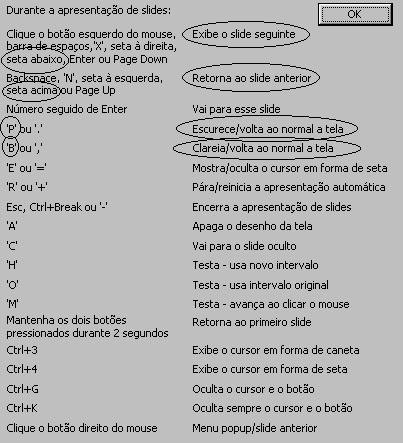 Durante a apresentação de slides:
OK
Clique o botão esquerdo do mouse, barra de espaços,'X', seta à direita, seta abaixo, Enter ou Page Down
Exibe o slide seguinte
Backspace, 'N', seta à esquerda, seta acima ou Page Up
Retorna ao slide anterior
Número seguido de Enter
Vai para esse slide
'P' ou '.'
Escurece/volta ao normal a tela
'B' ou ','
Clareia/volta ao normal a tela
'E' ou '='
Mostra/oculta o cursor em forma de seta
'R' ou '+'
Pára/reinicia a apresentação automática
Esc, Ctrl+Break ou '-'
Encerra a apresentação de slides
'A'
Apaga o desenho da tela
'C'
Vai para o slide oculto
'H'
Testa - usa novo intervalo
'O'
Testa - usa intervalo original
'M'
Testa - avança ao clicar o mouse
Mantenha os dois botões pressionados durante 2 segundos
Retorna ao primeiro slide
Ctrl+3
Exibe o cursor em forma de caneta
Ctrl+4
Exibe o cursor em forma de seta
Ctrl+G
Oculta o cursor e o botão
Ctrl+K
Oculta sempre o cursor e o botão
Clique o botão direito do mouse
Menu popup/slide anterior